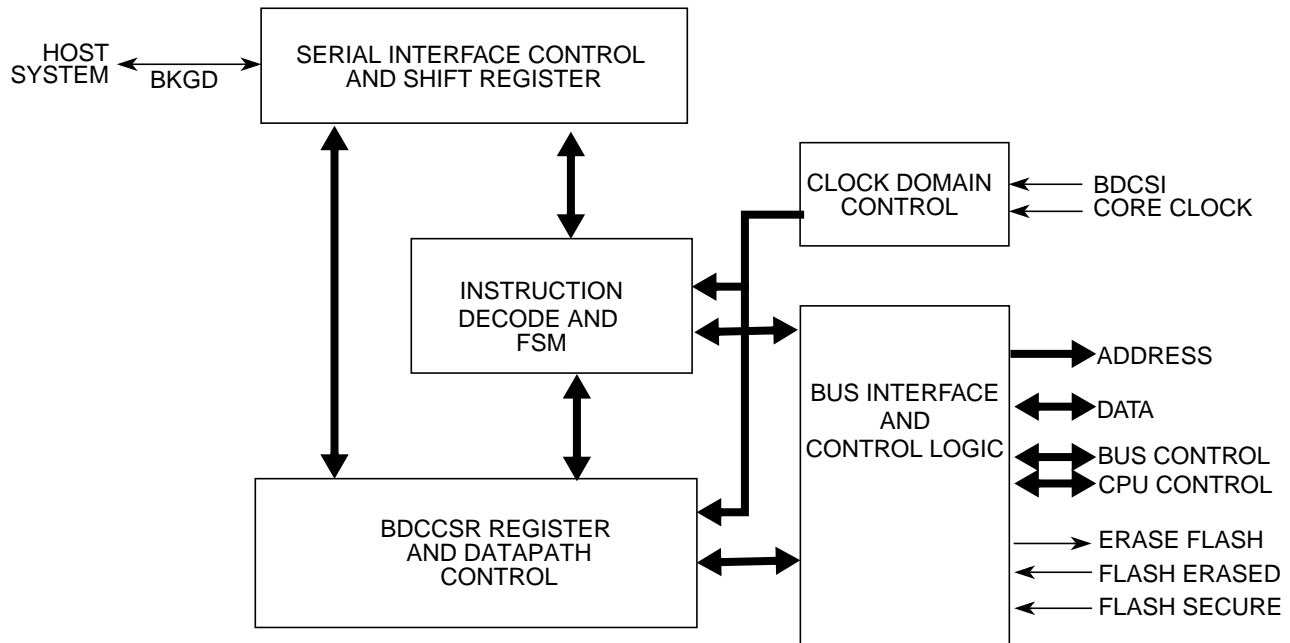 HOST
SYSTEM
BKGD
SERIAL INTERFACE CONTROL
AND SHIFT REGISTER
CLOCK DOMAIN
CONTROL
BDCSI
CORE CLOCK
INSTRUCTION
DECODE AND
FSM
BUS INTERFACE
AND
CONTROL LOGIC
ADDRESS
DATA
BUS CONTROL
CPU CONTROL
ERASE FLASH
FLASH ERASED
FLASH SECURE
BDCCSR REGISTER
AND DATAPATH
CONTROL